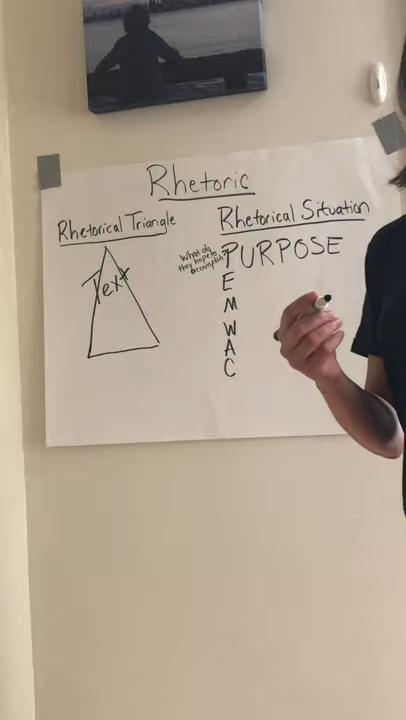 Rhetoric
Rhetorical Triangle
Text
Rhetorical Situation
What do
they hope to
accomplish?
PURPOSE
E
M
W
A
C